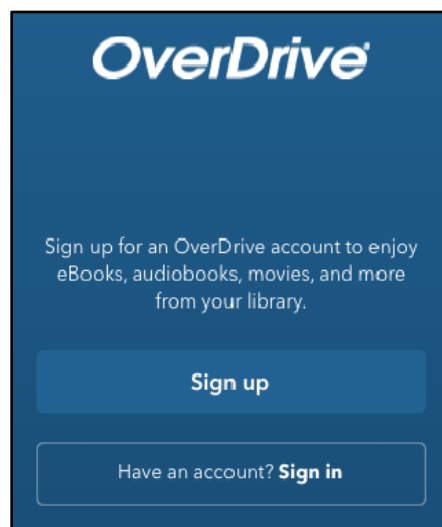 OverDrive®
Sign up for an OverDrive account to enjoy
eBooks, audiobooks, movies, and more
from your library.
Sign up
Have an account? Sign in